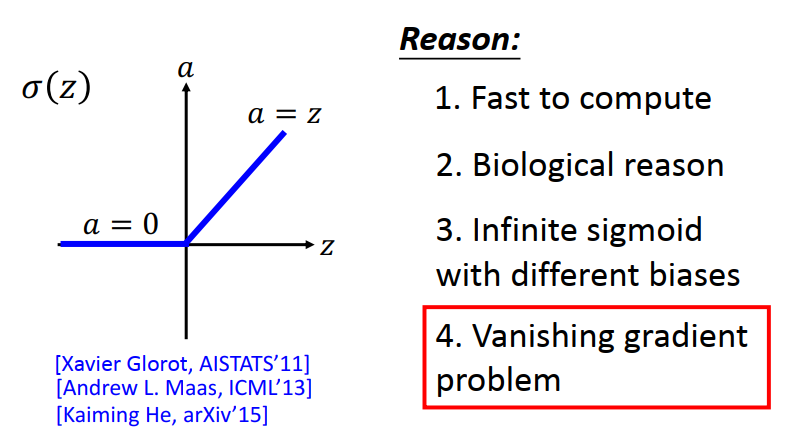 σ(z)
a
a = z
a = 0
z
[Xavier Glorot, AISTATS’11]
[Andrew L. Maas, ICML’13]
[Kaiming He, arXiv’15]
Reason:
1. Fast to compute
2. Biological reason
3. Infinite sigmoid
with different biases
4. Vanishing gradient
problem